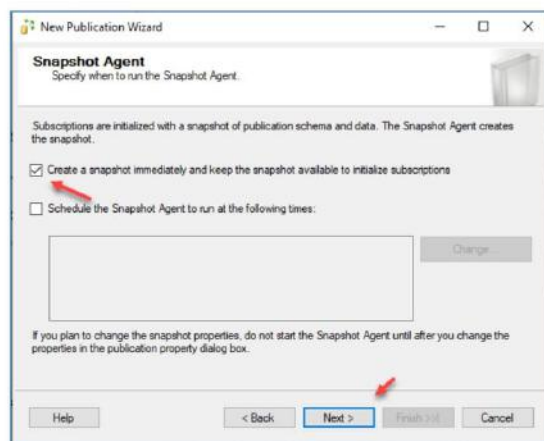 New Publication Wizard
Snapshot Agent
Specify when to run the Snapshot Agent.
Subscriptions are initialized with a snapshot of publication schema and data. The Snapshot Agent creates
the snapshot.
Create a snapshot immediately and keep the snapshot available to initialize subscriptions
Schedule the Snapshot Agent to run at the following times:
Change...
If you plan to change the snapshot properties, do not start the Snapshot Agent until after you change the
properties in the publication property dialog box.
Help
< Back
Next >
Finish >>|
Cancel